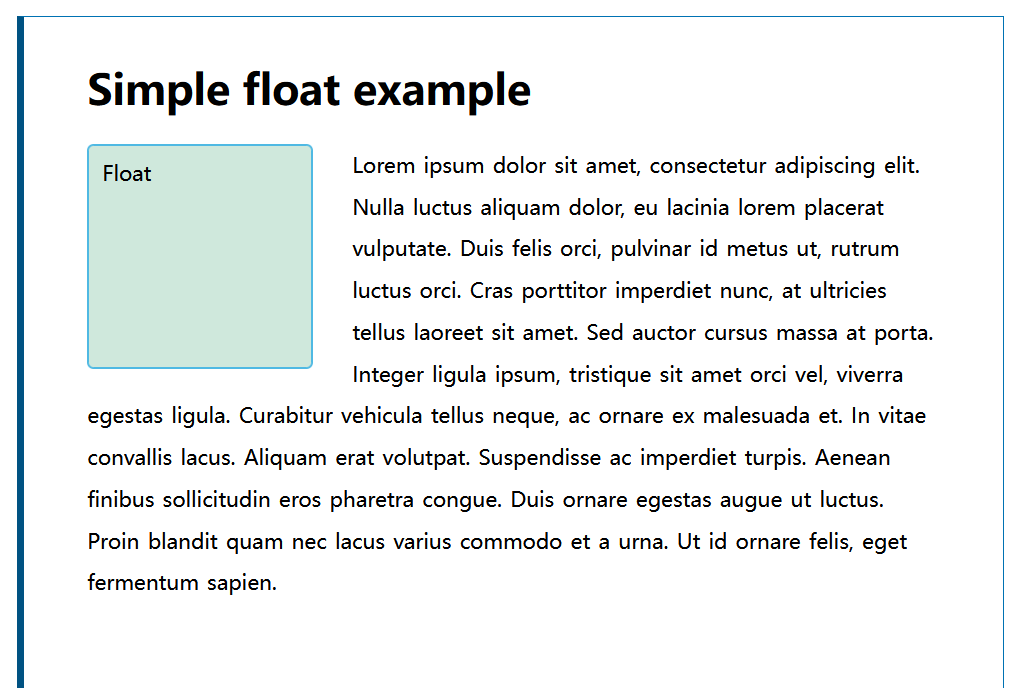 Simple float example
Float
Lorem ipsum dolor sit amet, consectetur adipiscing elit.
Nulla luctus aliquam dolor, eu lacinia lorem placerat
vulputate. Duis felis orci, pulvinar id metus ut, rutrum
luctus orci. Cras porttitor imperdiet nunc, at ultricies
tellus laoreet sit amet. Sed auctor cursus massa at porta.
Integer ligula ipsum, tristique sit amet orci vel, viverra
egestas ligula. Curabitur vehicula tellus neque, ac ornare ex malesuada et. In vitae
convallis lacus. Aliquam erat volutpat. Suspendisse ac imperdiet turpis. Aenean
finibus sollicitudin eros pharetra congue. Duis ornare egestas augue ut luctus.
Proin blandit quam nec lacus varius commodo et a urna. Ut id ornare felis, eget
fermentum sapien.